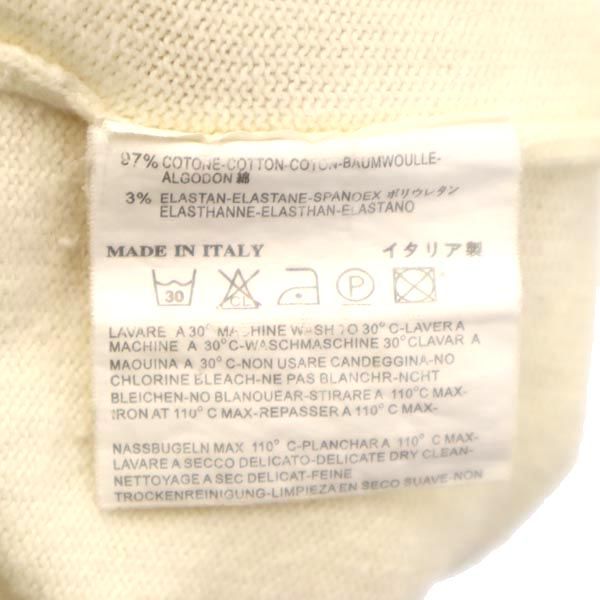 97% COTONE-COTTON-COTON-BAUMWOULLE-
ALGODON 綿
3% ELASTAN-ELASTANE-SPANDEX ポリウレタン
ELASTHANNE-ELASTHAN-ELASTANO
MADE IN ITALY イタリア製
30 CL P
LAVARE A 30° MACHINE WASH TO 30° C-LAVER A
MACHINE A 30° C-WASCHMASCHINE 30°CLAVAR A
MAOUINA A 30° C-NON USARE CANDEGGINA-NO
CHLORINE BLEACH-NE PAS BLANCHR-NCHT
BLEICHEN-NO BLANOUEAR-STIRARE A 110°C MAX-
IRON AT 110° C MAX-REPASSER A 110° C MAX-
NASSBUGELN MAX 110° C-PLANCHAR A 110° C MAX-
LAVARE A SECCO DELICATO-DELICATE DRY CLEAN-
NETTOYAGE A SEC DELICAT-FEINE
TROCKENREINIGUNG-LIMPIEZA EN SECO SUAVE-NON